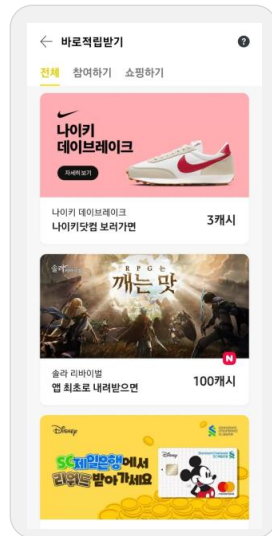 바로적립받기
전체 참여하기 쇼핑하기
나이키
데이브레이크
자세히 보기
나이키 데이브레이크
나이키닷컴 보러가면
3캐시
솔라
RPG는
깨는 맛
N
솔라 리바이벌
앱 최초로 내려받으면
100캐시
Disney
SC제일은행에서
리워드 받아가세요
Disney